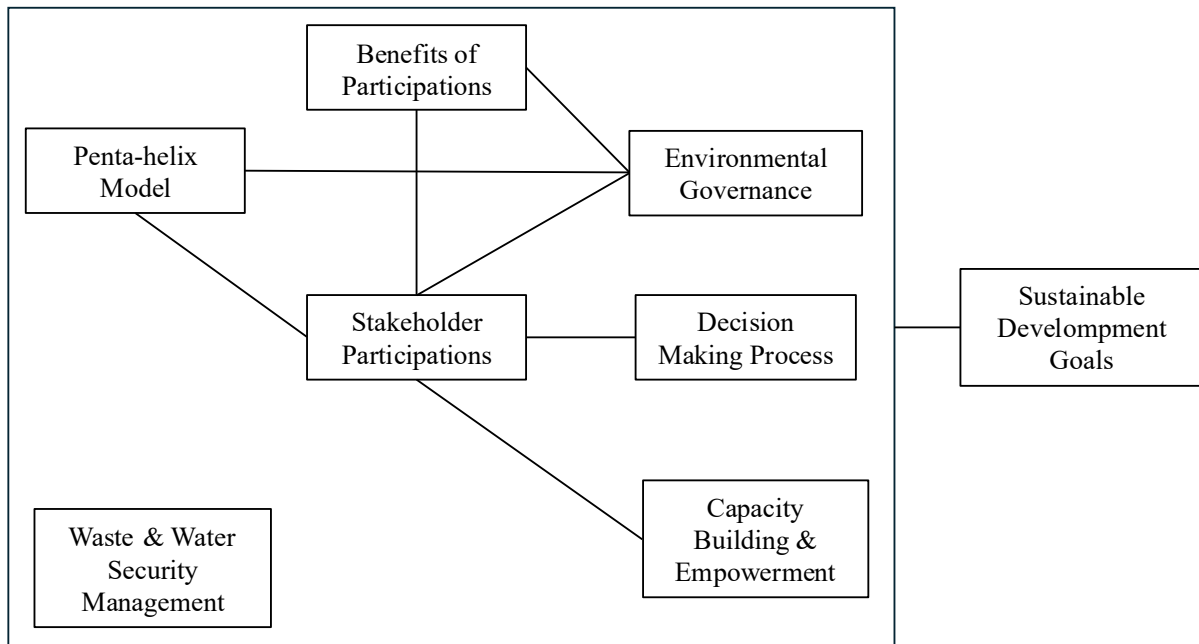 Benefits of
Participations
Penta-helix
Model
Environmental
Governance
Stakeholder
Participations
Decision
Making Process
Sustainable
Develompment
Goals
Waste & Water
Security
Management
Capacity
Building &
Empowerment